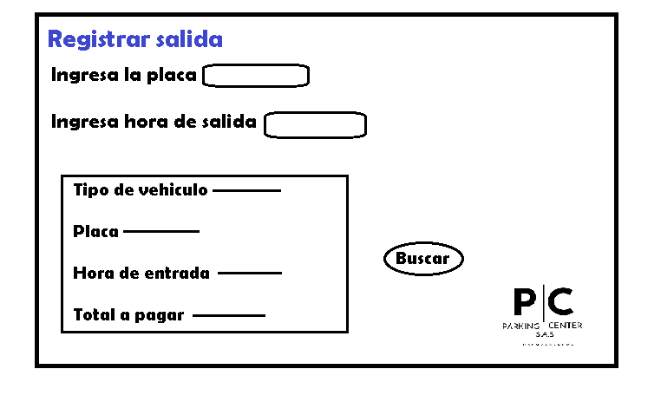 Registrar salida
Ingresa la placa
Ingresa hora de salida
Tipo de vehiculo
Placa
Hora de entrada
Total a pagar
Buscar
P|C
PARKING CENTER
S.A.S